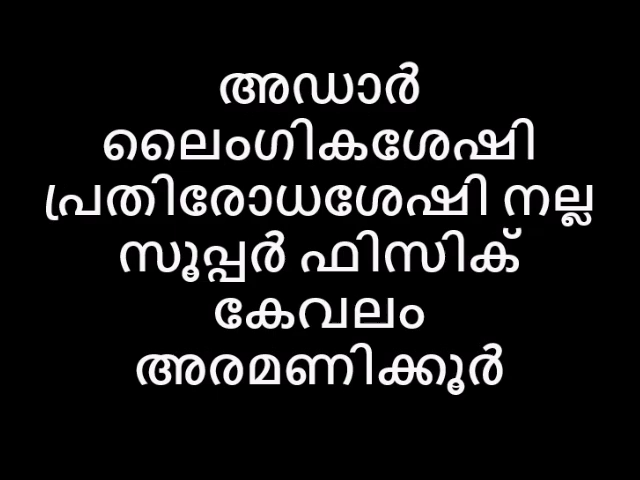 അഡാർ
ലൈംഗികശേഷി
പ്രതിരോധശേഷി നല്ല
സൂപ്പർ ഫിസിക്
കേവലം
അരമണിക്കൂർ